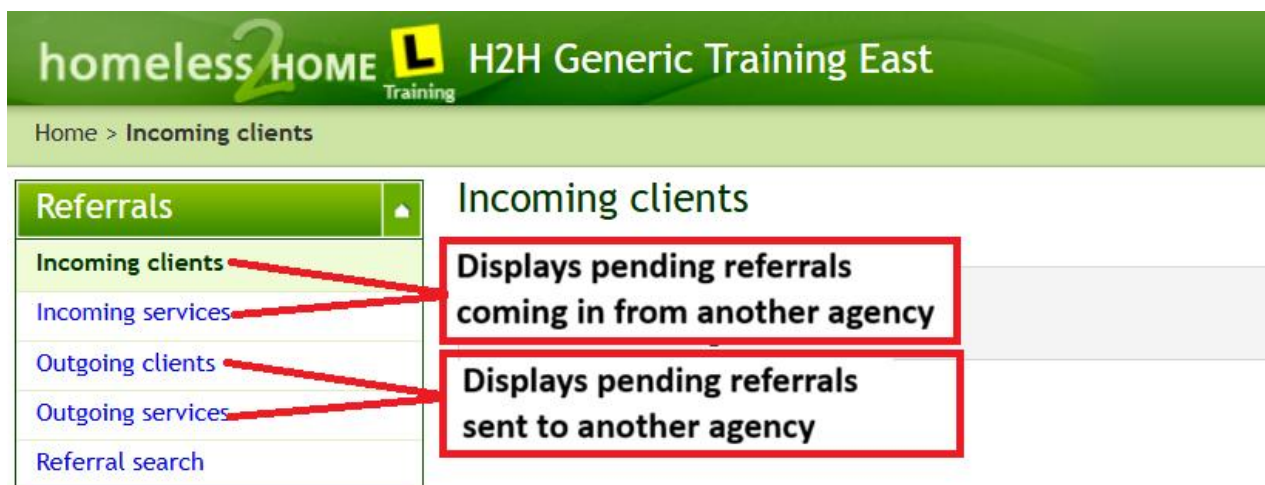 homeless2HOME L Training H2H Generic Training East
Home > Incoming clients
Referrals
Incoming clients
Incoming services
Outgoing clients
Outgoing services
Referral search
Incoming clients
Displays pending referrals
coming in from another agency
Displays pending referrals
sent to another agency